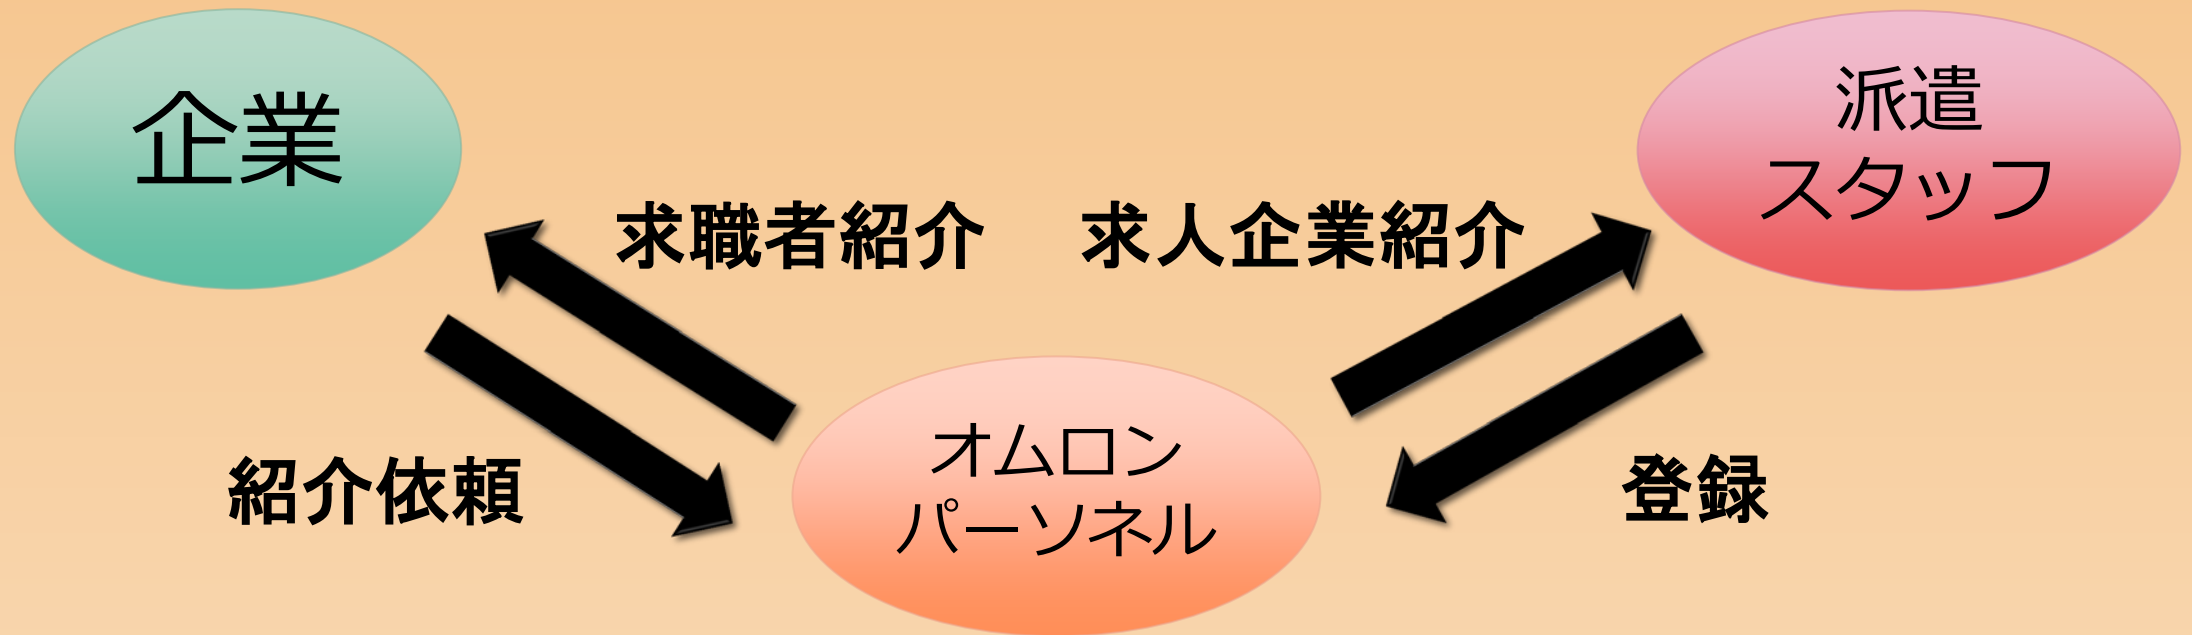 企業
派遣
スタッフ
求職者紹介
求人企業紹介
オムロン
パーソネル
紹介依頼
登録